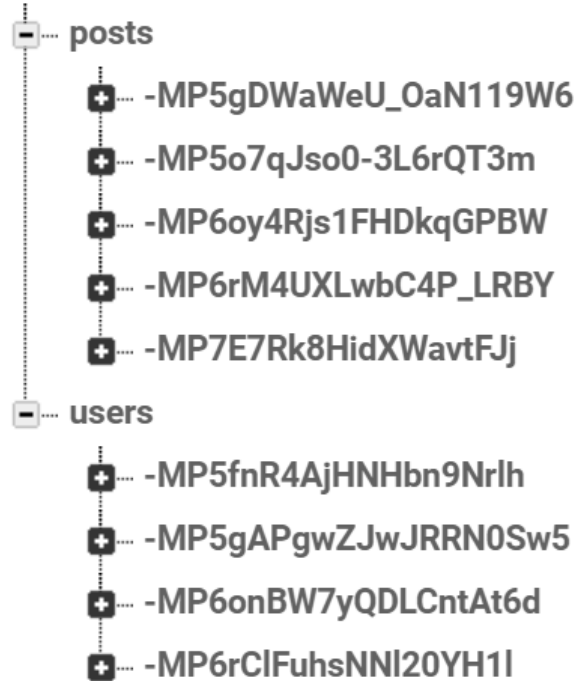 posts
-MP5gDWaWeU_OaN119W6
-MP5o7qJso0-3L6rQT3m
-MP6oy4Rjs1FHDkqGPBW
-MP6rM4UXLwbC4P_LRBY
-MP7E7Rk8HidXWavtFJj
users
-MP5fnR4AjHNHbn9Nrlh
-MP5gAPgwZJwJRRN0Sw5
-MP6onBW7yQDLCntAt6d
-MP6rClFuhsNNl20YH1l